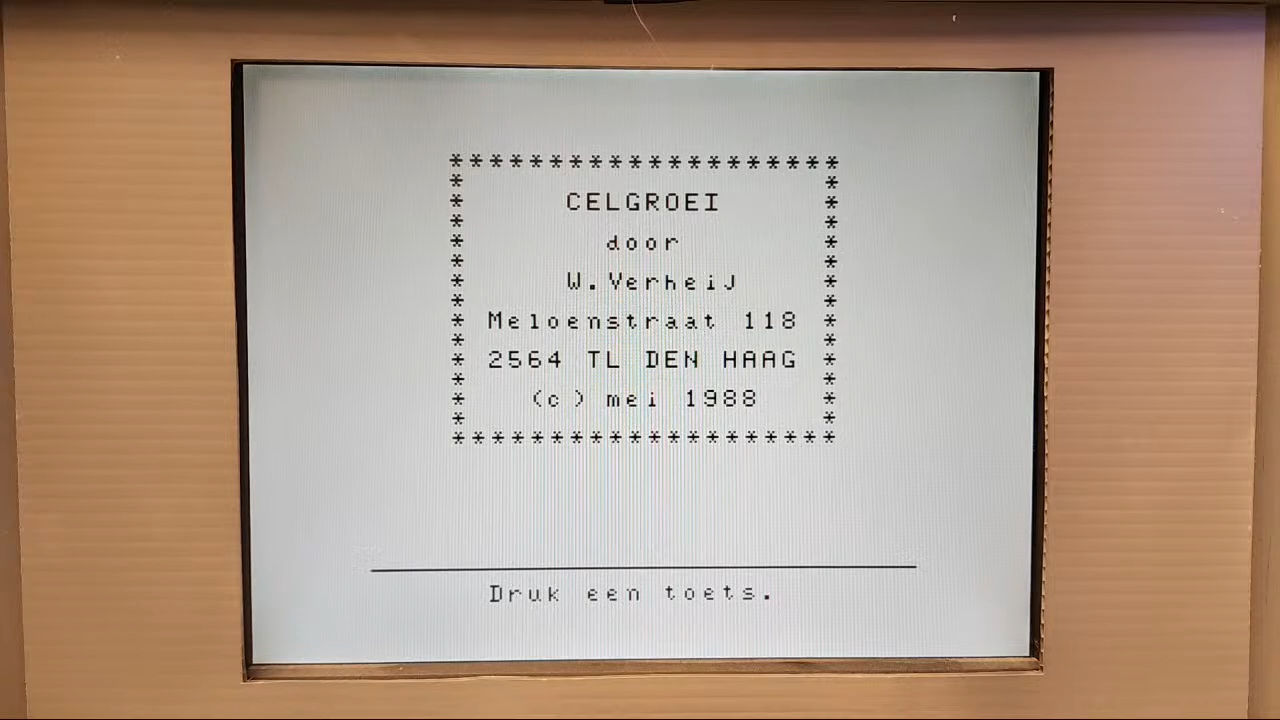 *******************
CELGROEI
door
W.Verheij
Meloenstraat 118
2564 TL DEN HAAG
(c) mei 1988
*******************
Druk een toets.